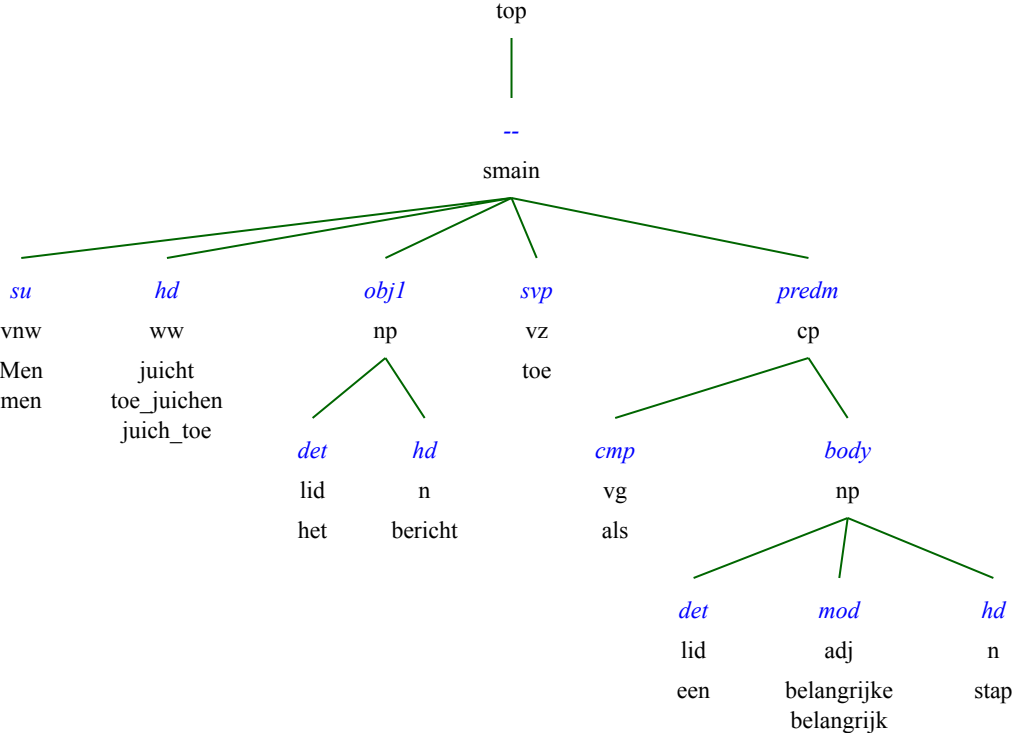 top
--
smain
su hd obj1 svp predm
vnw ww np vz cp
Men juicht toe
men toe_juichen
juich_toe
det hd cmp body
lid n vg np
het bericht als
det mod hd
lid adj n
een belangrijke stap
belangrijk